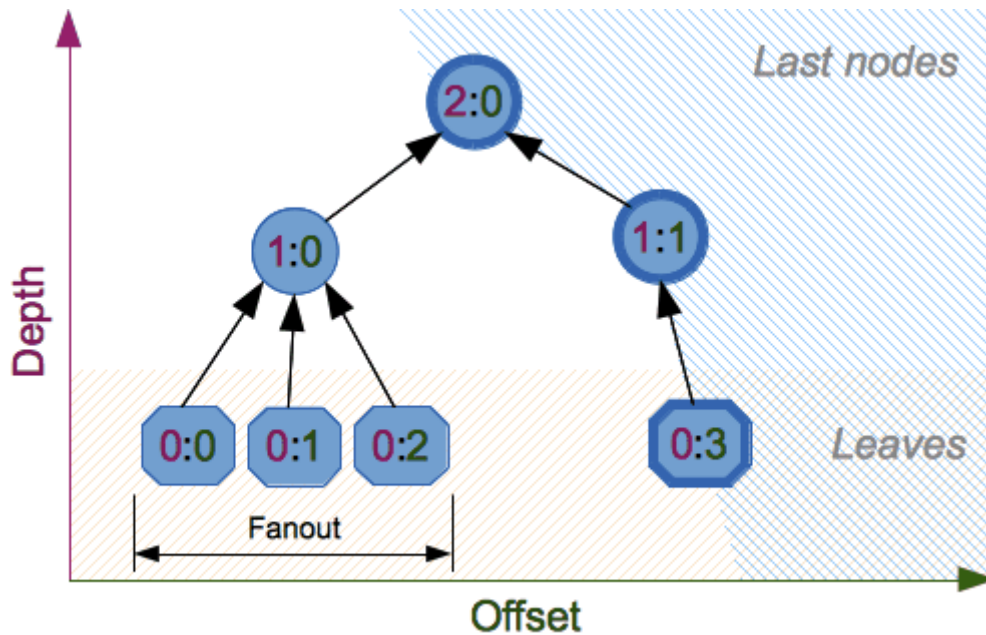 Last nodes
2:0
1:0
1:1
Depth
0:0
0:1
0:2
0:3
Leaves
Fanout
Offset